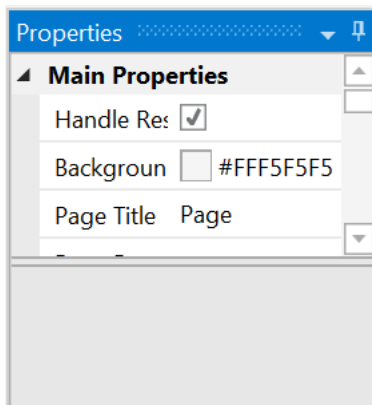 Properties
Main Properties
Handle Res
Backgroun #FFF5F5F5
Page Title Page